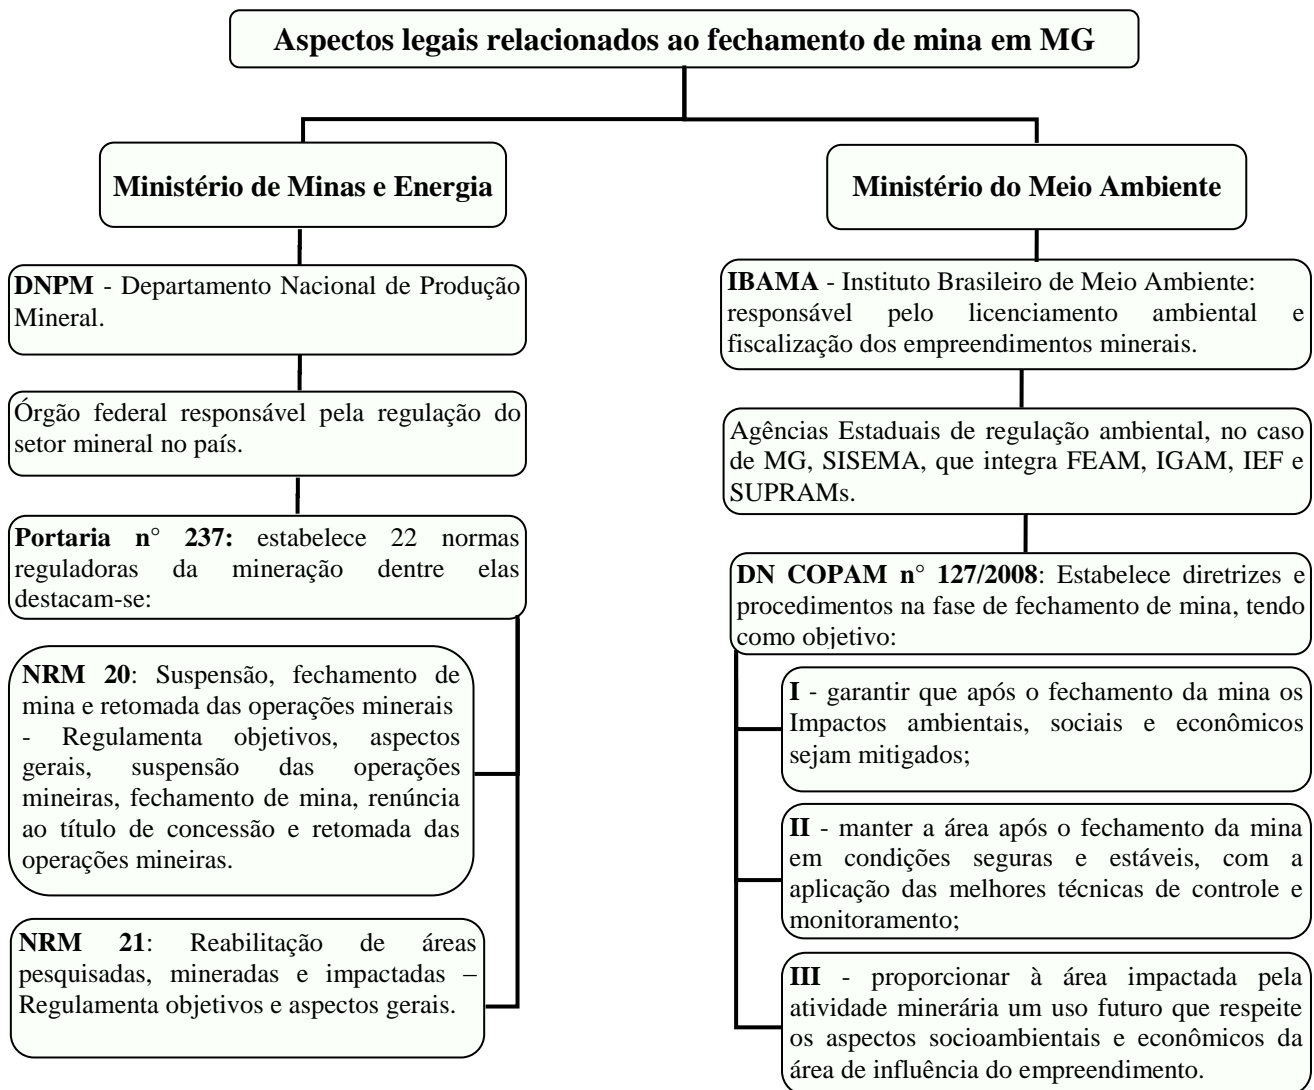 Aspectos legais relacionados ao fechamento de mina em MG
Ministério de Minas e Energia
DNPM - Departamento Nacional de Produção
Mineral.
Órgão federal responsável pela regulação do
setor mineral no país.
Portaria n° 237: estabelece 22 normas
reguladoras da mineração dentre elas
destacam-se:
NRM 20: Suspensão, fechamento de
mina e retomada das operações minerais
- Regulamenta objetivos, aspectos
gerais, suspensão das operações
mineiras, fechamento de mina, renúncia
ao título de concessão e retomada das
operações mineiras.
NRM 21: Reabilitação de áreas
pesquisadas, mineradas e impactadas –
Regulamenta objetivos e aspectos gerais.
Ministério do Meio Ambiente
IBAMA - Instituto Brasileiro de Meio Ambiente:
responsável pelo licenciamento ambiental e
fiscalização dos empreendimentos minerais.
Agências Estaduais de regulação ambiental, no caso
de MG, SISEMA, que integra FEAM, IGAM, IEF e
SUPRAMs.
DN COPAM n° 127/2008: Estabelece diretrizes e
procedimentos na fase de fechamento de mina, tendo
como objetivo:
I - garantir que após o fechamento da mina os
Impactos ambientais, sociais e econômicos
sejam mitigados;
II - manter a área após o fechamento da mina
em condições seguras e estáveis, com a
aplicação das melhores técnicas de controle e
monitoramento;
III - proporcionar à área impactada pela
atividade minerária um uso futuro que respeite
os aspectos socioambientais e econômicos da
área de influência do empreendimento.